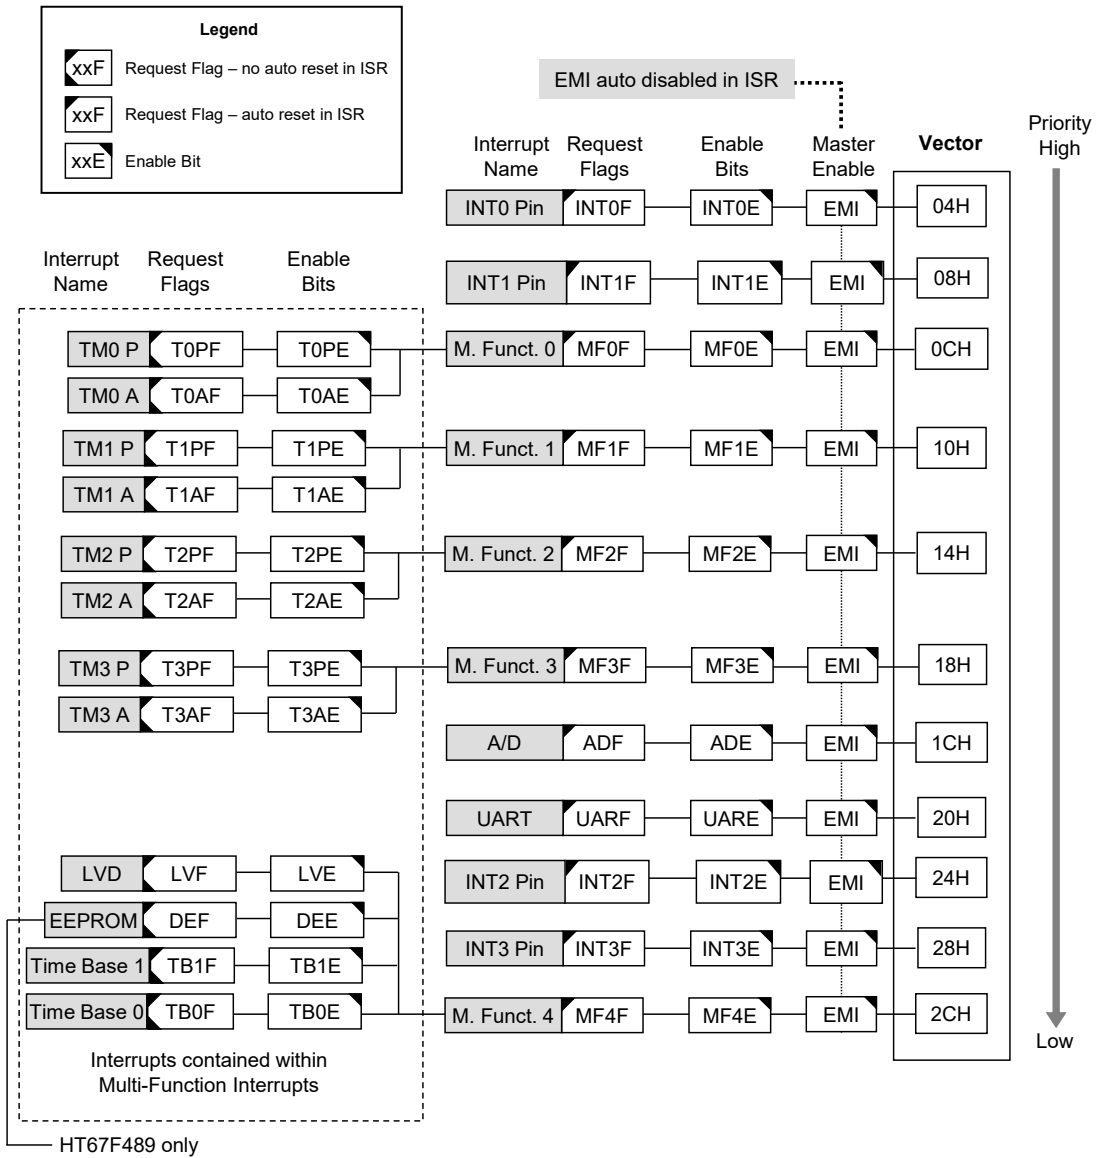 Legend
xxF Request Flag – no auto reset in ISR
xxF Request Flag – auto reset in ISR
xxE Enable Bit
EMI auto disabled in ISR
Priority
High
Interrupt Name
Request Flags
Enable Bits
Master Enable
Vector
INT0 Pin INT0F INT0E EMI 04H
INT1 Pin INT1F INT1E EMI 08H
Interrupt Name
Request Flags
Enable Bits
TM0 P T0PF T0PE M. Funct. 0 MF0F MF0E EMI 0CH
TM0 A T0AF T0AE
TM1 P T1PF T1PE M. Funct. 1 MF1F MF1E EMI 10H
TM1 A T1AF T1AE
TM2 P T2PF T2PE M. Funct. 2 MF2F MF2E EMI 14H
TM2 A T2AF T2AE
TM3 P T3PF T3PE M. Funct. 3 MF3F MF3E EMI 18H
TM3 A T3AF T3AE
A/D ADF ADE EMI 1CH
UART UARF UARE EMI 20H
LVD LVF LVE INT2 Pin INT2F INT2E EMI 24H
EEPROM DEF DEE
INT3 Pin INT3F INT3E EMI 28H
Time Base 1 TB1F TB1E
Time Base 0 TB0F TB0E M. Funct. 4 MF4F MF4E EMI 2CH
Low
Interrupts contained within
Multi-Function Interrupts
HT67F489 only